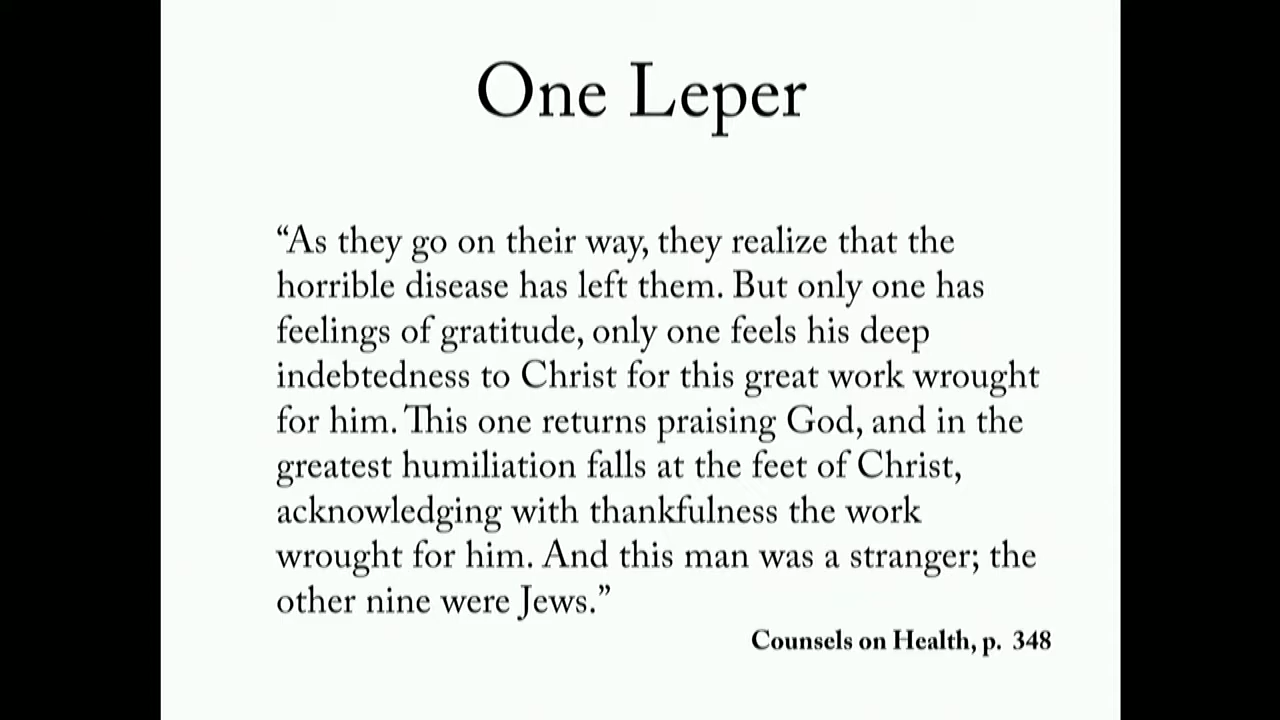 One Leper
“As they go on their way, they realize that the
horrible disease has left them. But only one has
feelings of gratitude, only one feels his deep
indebtedness to Christ for this great work wrought
for him. This one returns praising God, and in the
greatest humiliation falls at the feet of Christ,
acknowledging with thankfulness the work
wrought for him. And this man was a stranger; the
other nine were Jews.”
Counsels on Health, p. 348